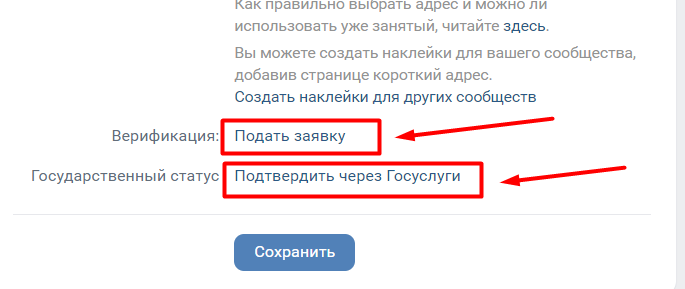 Как правильно выбрать адрес и можно ли
использовать уже занятый, читайте здесь.
Вы можете создать наклейки для вашего сообщества,
добавив странице короткий адрес.
Создать наклейки для других сообществ
Верификация: Подать заявку
Государственный статус Подтвердить через Госуслуги
Сохранить